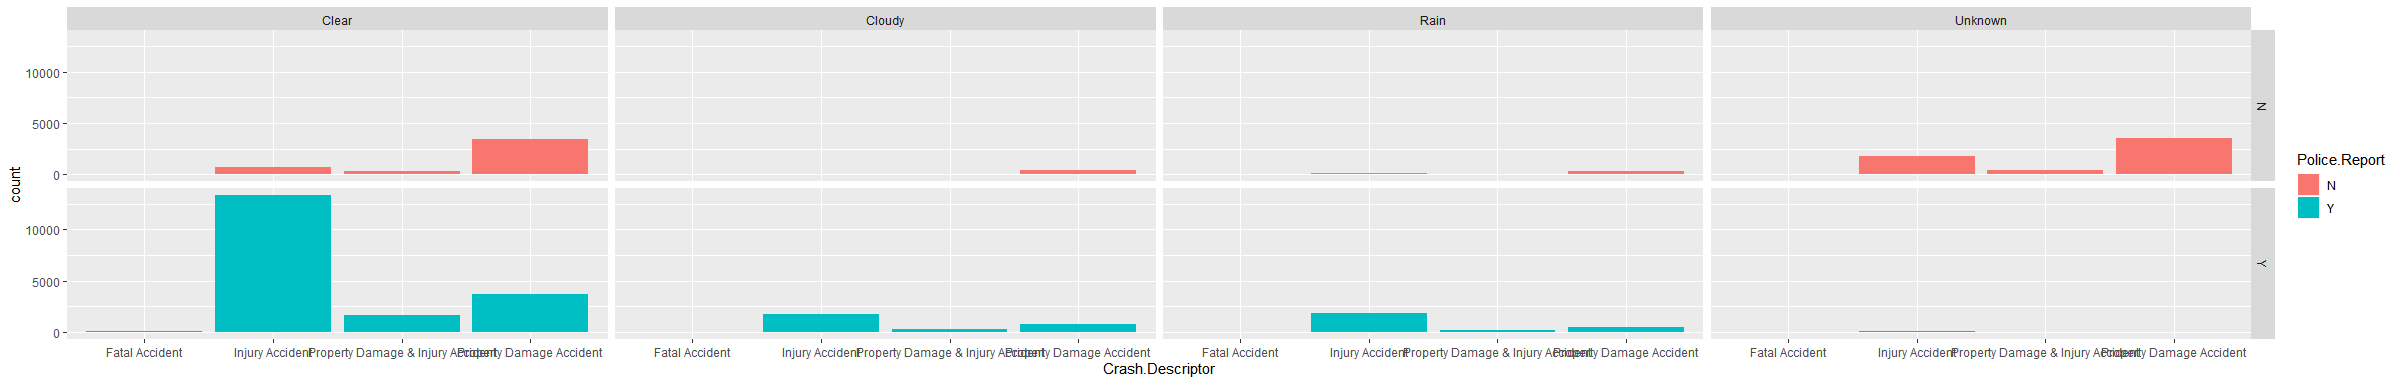 Clear
Cloudy
Rain
Unknown
10000
5000
0
N
10000
5000
0
Y
count
Fatal Accident
Injury Accident
Property Damage & Injury Accident
Property Damage Accident
Fatal Accident
Injury Accident
Property Damage & Injury Accident
Property Damage Accident
Fatal Accident
Injury Accident
Property Damage & Injury Accident
Property Damage Accident
Fatal Accident
Injury Accident
Property Damage & Injury Accident
Property Damage Accident
Crash.Descriptor
Police.Report
N
Y